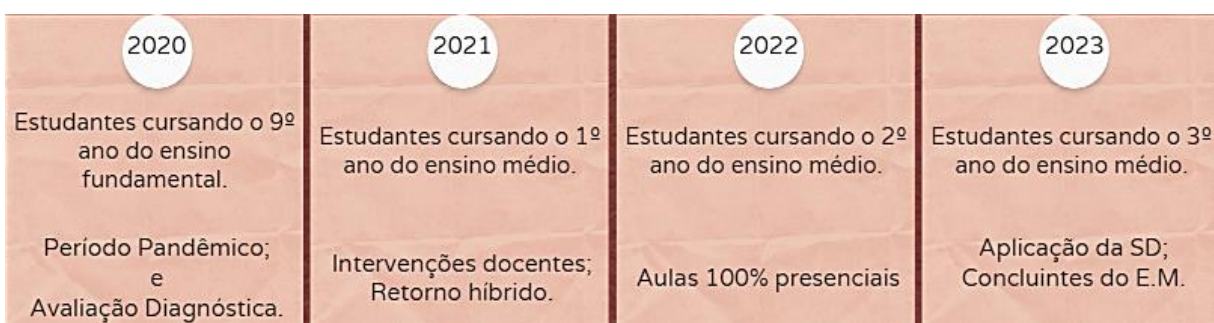 2020
Estudantes cursando o 9º
ano do ensino
fundamental.
Período Pandêmico;
e
Avaliação Diagnóstica.
2021
Estudantes cursando o 1º
ano do ensino médio.
Intervenções docentes;
Retorno híbrido.
2022
Estudantes cursando o 2º
ano do ensino médio.
Aulas 100% presenciais
2023
Estudantes cursando o 3º
ano do ensino médio.
Aplicação da SD;
Concluintes do E.M.